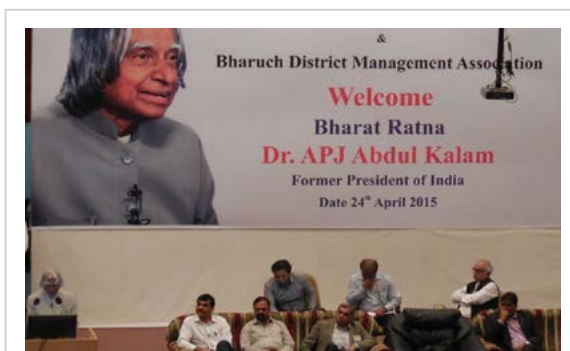 &
Bharuch District Management Association
Welcome
Bharat Ratna
Dr. APJ Abdul Kalam
Former President of India
Date 24th April 2015